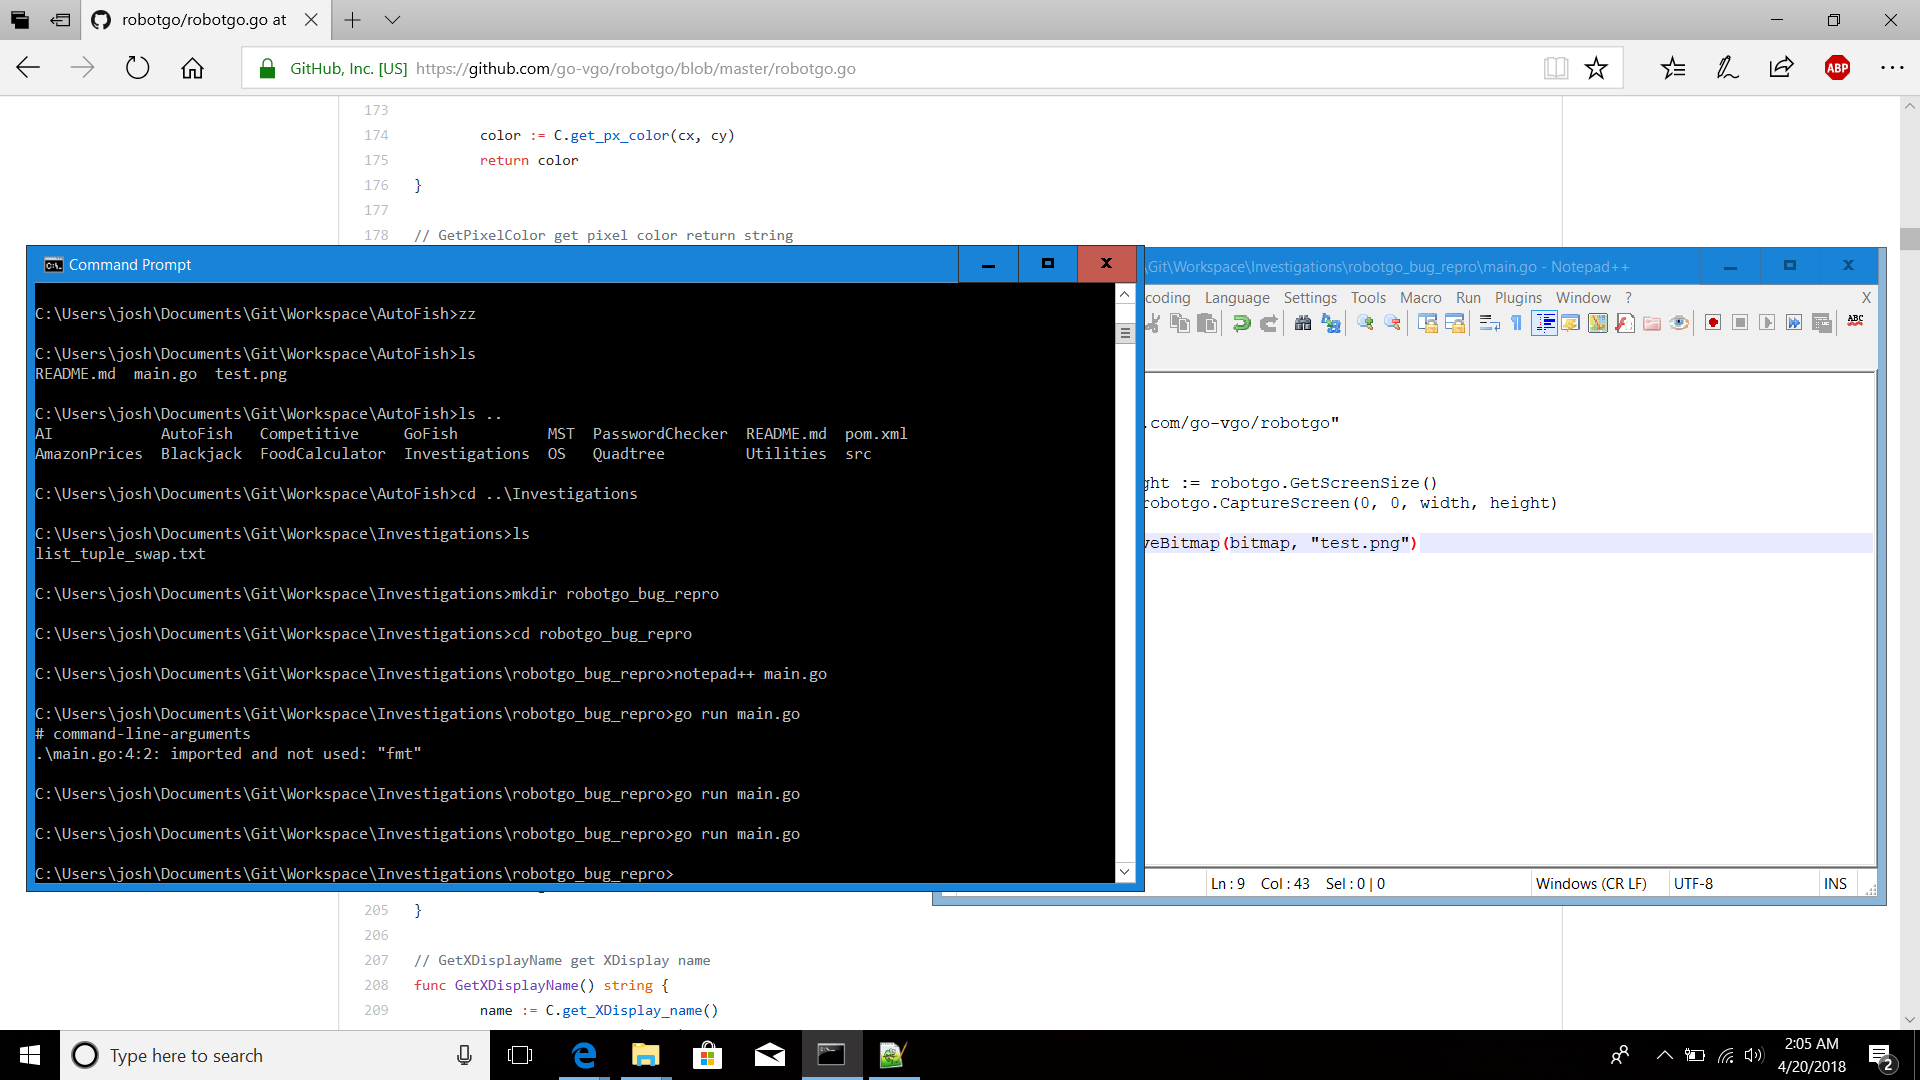 robotgo/robotgo.go at
GitHub, Inc. [US] https://github.com/go-vgo/robotgo/blob/master/robotgo.go
ABP
173
174 color := C.get_px_color(cx, cy)
175 return color
176 }
177
178 // GetPixelColor get pixel color return string
Command Prompt
C:\Users\josh\Documents\Git\Workspace\AutoFish>zz
C:\Users\josh\Documents\Git\Workspace\AutoFish>ls
README.md main.go test.png
C:\Users\josh\Documents\Git\Workspace\AutoFish>ls ..
AI AutoFish Competitive GoFish MST PasswordChecker README.md pom.xml
AmazonPrices Blackjack FoodCalculator Investigations OS Quadtree Utilities src
C:\Users\josh\Documents\Git\Workspace\AutoFish>cd ..\Investigations
C:\Users\josh\Documents\Git\Workspace\Investigations>ls
list_tuple_swap.txt
C:\Users\josh\Documents\Git\Workspace\Investigations>mkdir robotgo_bug_repro
C:\Users\josh\Documents\Git\Workspace\Investigations>cd robotgo_bug_repro
C:\Users\josh\Documents\Git\Workspace\Investigations\robotgo_bug_repro>notepad++ main.go
C:\Users\josh\Documents\Git\Workspace\Investigations\robotgo_bug_repro>go run main.go
# command-line-arguments
.\main.go:4:2: imported and not used: "fmt"
C:\Users\josh\Documents\Git\Workspace\Investigations\robotgo_bug_repro>go run main.go
C:\Users\josh\Documents\Git\Workspace\Investigations\robotgo_bug_repro>go run main.go
C:\Users\josh\Documents\Git\Workspace\Investigations\robotgo_bug_repro>
\Git\Workspace\Investigations\robotgo_bug_repro\main.go - Notepad++
coding Language Settings Tools Macro Run Plugins Window ? X
ABC
.com/go-vgo/robotgo"
ght := robotgo.GetScreenSize()
robotgo.CaptureScreen(0, 0, width, height)
veBitmap(bitmap, "test.png")
Ln : 9 Col : 43 Sel : 0 | 0 Windows (CR LF) UTF-8 INS
205 }
206
207 // GetXDisplayName get XDisplay name
208 func GetXDisplayName() string {
209 name := C.get_XDisplay_name()
Type here to search
2:05 AM
4/20/2018
2